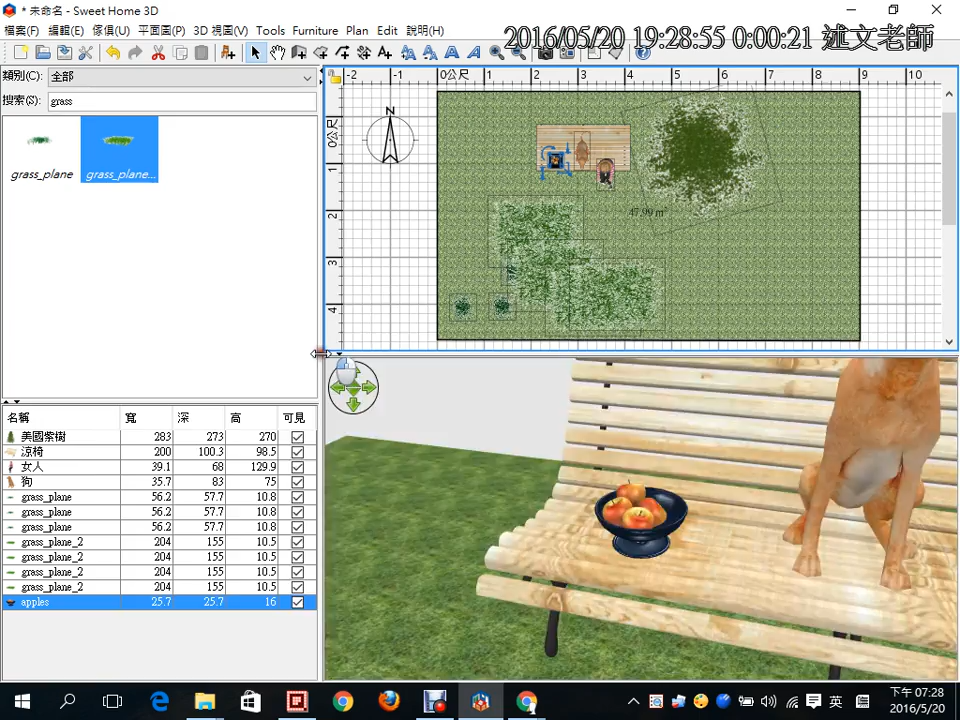 * 未命名 - Sweet Home 3D
檔案(F) 編輯(E) 傢俱(U) 平面圖(P) 3D 視圖(V) Tools Furniture Plan Edit 說明(H)
2016/05/20 19:28:55 0:00:21 述文老師
類別(C): 全部
搜索(S): grass
grass_plane grass_plane...
-2 -1 0公尺 1 2 3 4 5 6 7 8 9 10
0公尺
1
2
3
4
N
47.99 m²
名稱 寬 深 高 可見
美國紫樹 283 273 270
涼椅 200 100.3 98.5
女人 39.1 68 129.9
狗 35.7 83 75
grass_plane 56.2 57.7 10.8
grass_plane 56.2 57.7 10.8
grass_plane 56.2 57.7 10.8
grass_plane_2 204 155 10.5
grass_plane_2 204 155 10.5
grass_plane_2 204 155 10.5
grass_plane_2 204 155 10.5
apples 25.7 25.7 16
英
下午 07:28
2016/5/20